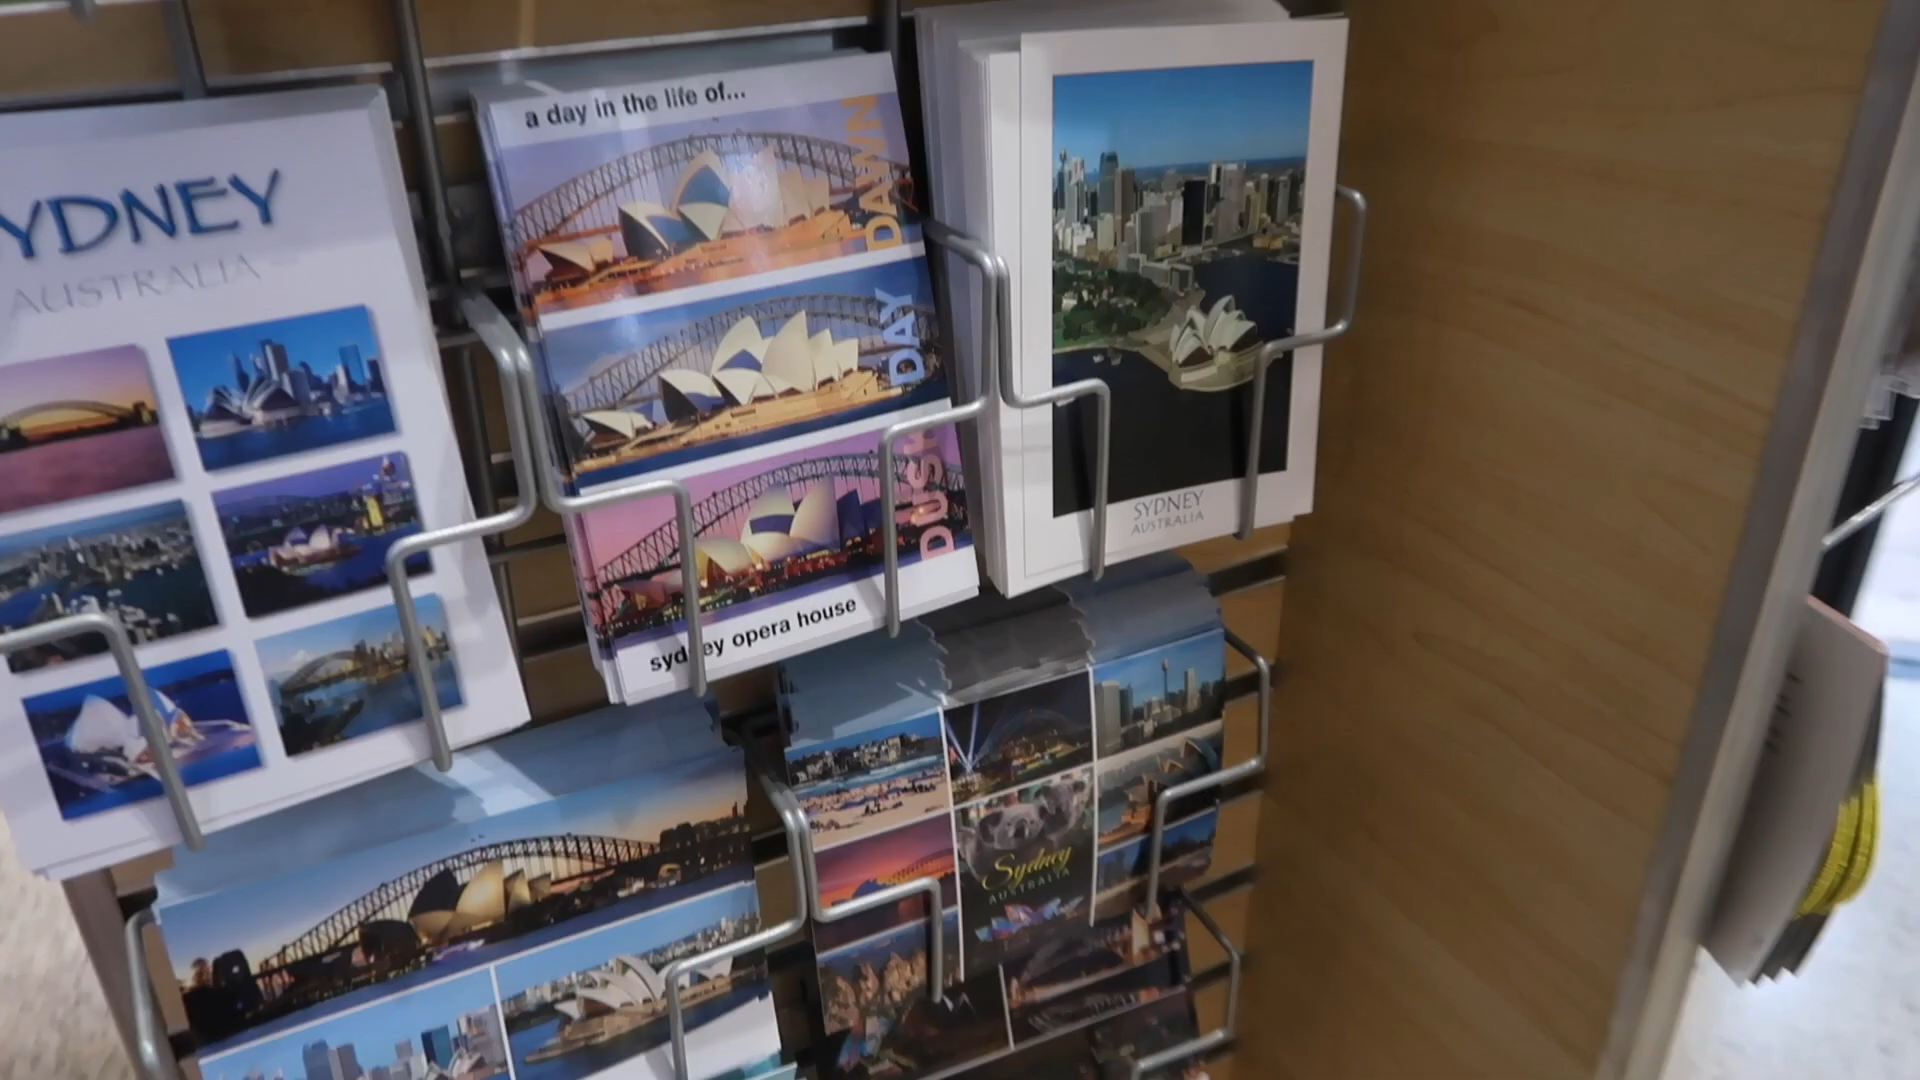 YDNEY
AUSTRALIA
a day in the life of...
DAWN
DAY
DUSK
sydney opera house
SYDNEY
AUSTRALIA
Sydney
AUSTRALIA